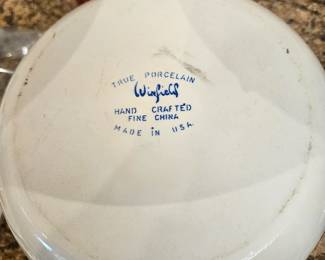 TRUE PORCELAIN
Winfield
HAND CRAFTED
FINE CHINA
MADE IN USA